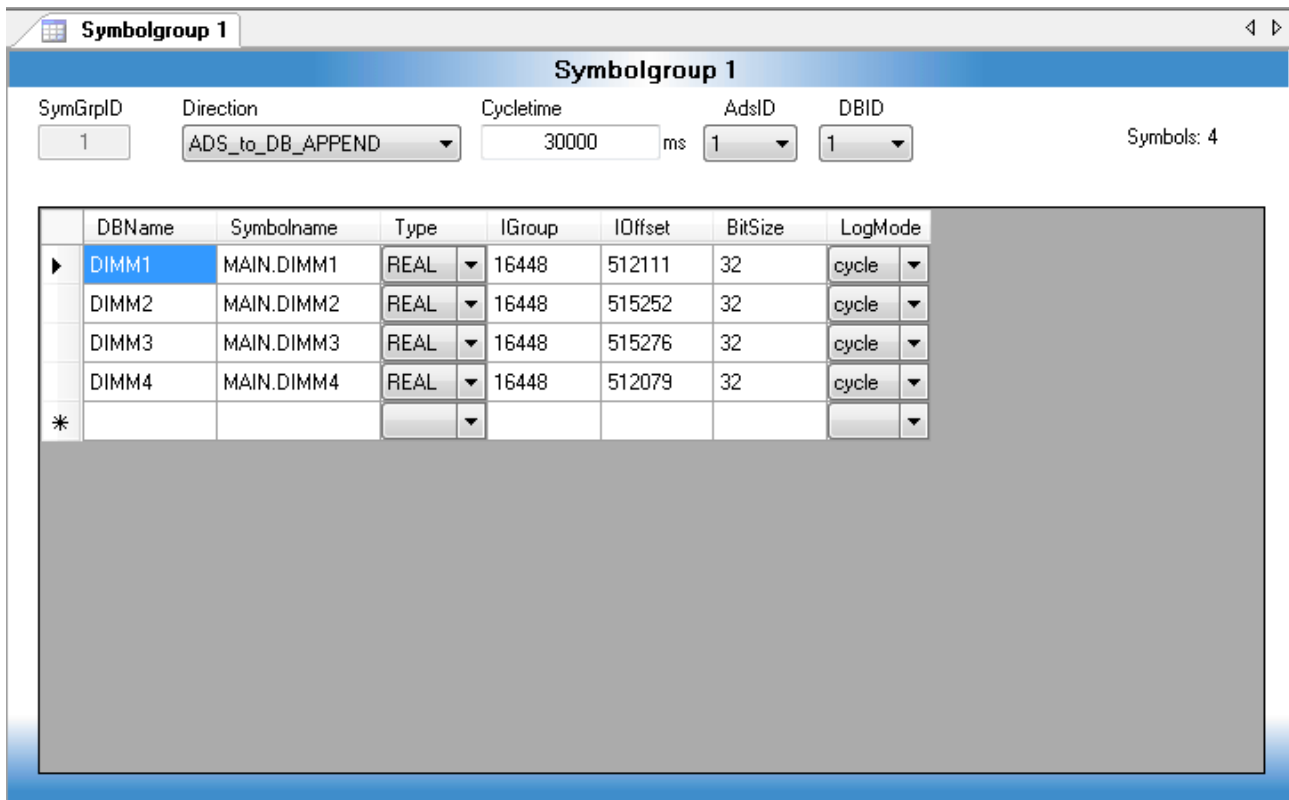 Symbolgroup 1
Symbolgroup 1
SymGrpID Direction Cycletime AdsID DBID
1 ADS_to_DB_APPEND 30000 ms 1 1 Symbols: 4
DBName Symbolname Type IGroup IOffset BitSize LogMode
DIMM1 MAIN.DIMM1 REAL 16448 512111 32 cycle
DIMM2 MAIN.DIMM2 REAL 16448 515252 32 cycle
DIMM3 MAIN.DIMM3 REAL 16448 515276 32 cycle
DIMM4 MAIN.DIMM4 REAL 16448 512079 32 cycle